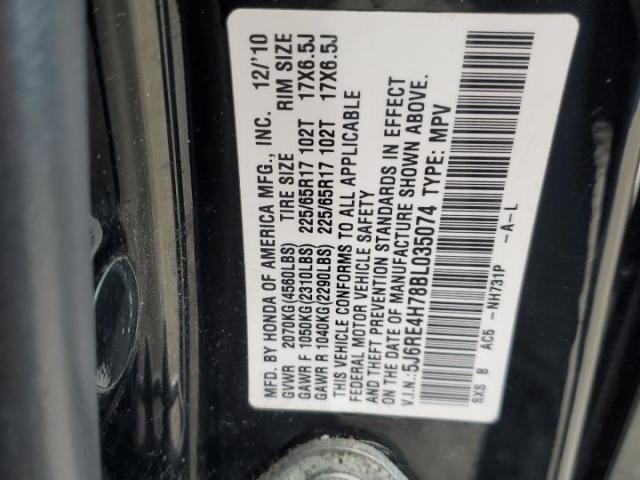 MFD. BY HONDA OF AMERICA MFG., INC. 12/'10
GVWR 2070KG(4560LBS) TIRE SIZE RIM SIZE
GAWR F 1050KG(2310LBS) 225/65R17 102T 17X6.5J
GAWR R 1040KG(2290LBS) 225/65R17 102T 17X6.5J
THIS VEHICLE CONFORMS TO ALL APPLICABLE
FEDERAL MOTOR VEHICLE SAFETY
AND THEFT PREVENTION STANDARDS IN EFFECT
ON THE DATE OF MANUFACTURE SHOWN ABOVE.
V.I.N.:5J6RE4H78BL035074 TYPE: MPV
SXS B AC5 -NH731P -A-L